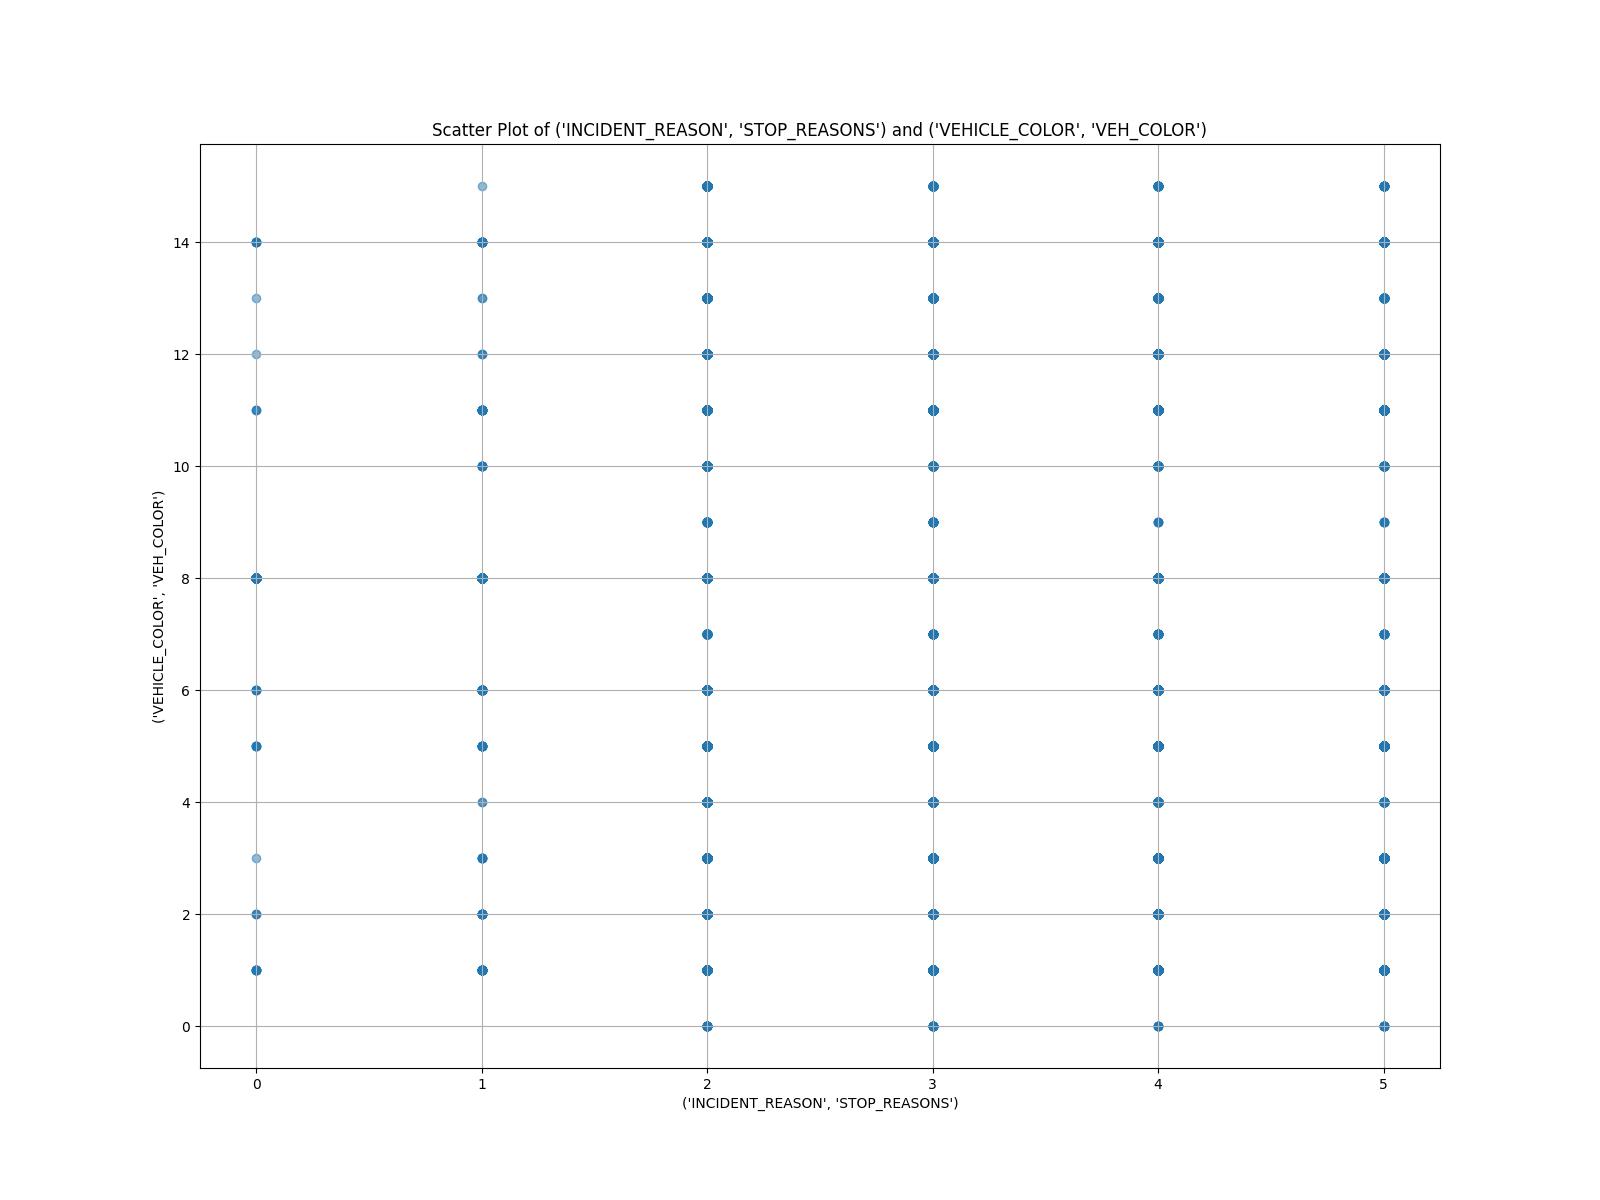 Scatter Plot of ('INCIDENT_REASON', 'STOP_REASONS') and ('VEHICLE_COLOR', 'VEH_COLOR')
('VEHICLE_COLOR', 'VEH_COLOR')
14
12
10
8
6
4
2
0
0 1 2 3 4 5
('INCIDENT_REASON', 'STOP_REASONS')